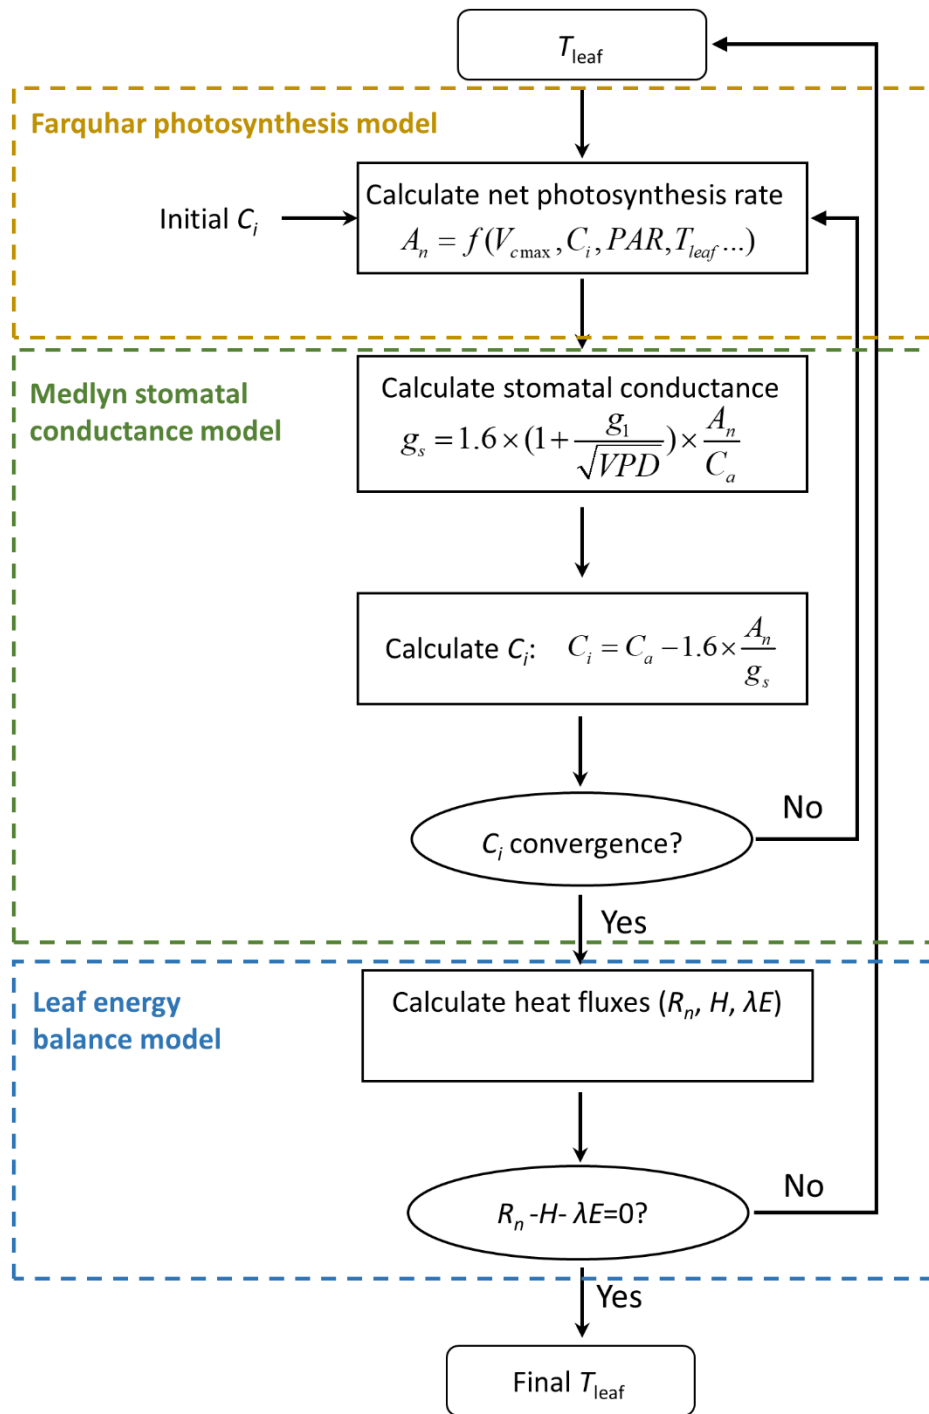 T_leaf
Farquhar photosynthesis model
Calculate net photosynthesis rate
Initial C_i
A_n = f(V_cmax, C_i, PAR, T_leaf ...)
Medlyn stomatal
conductance model
Calculate stomatal conductance
g_s = 1.6 × (1 + g_1 / √VPD) × A_n / C_a
Calculate C_i: C_i = C_a − 1.6 × A_n / g_s
No
C_i convergence?
Yes
Leaf energy
balance model
Calculate heat fluxes (R_n, H, λE)
No
R_n -H- λE=0?
Yes
Final T_leaf